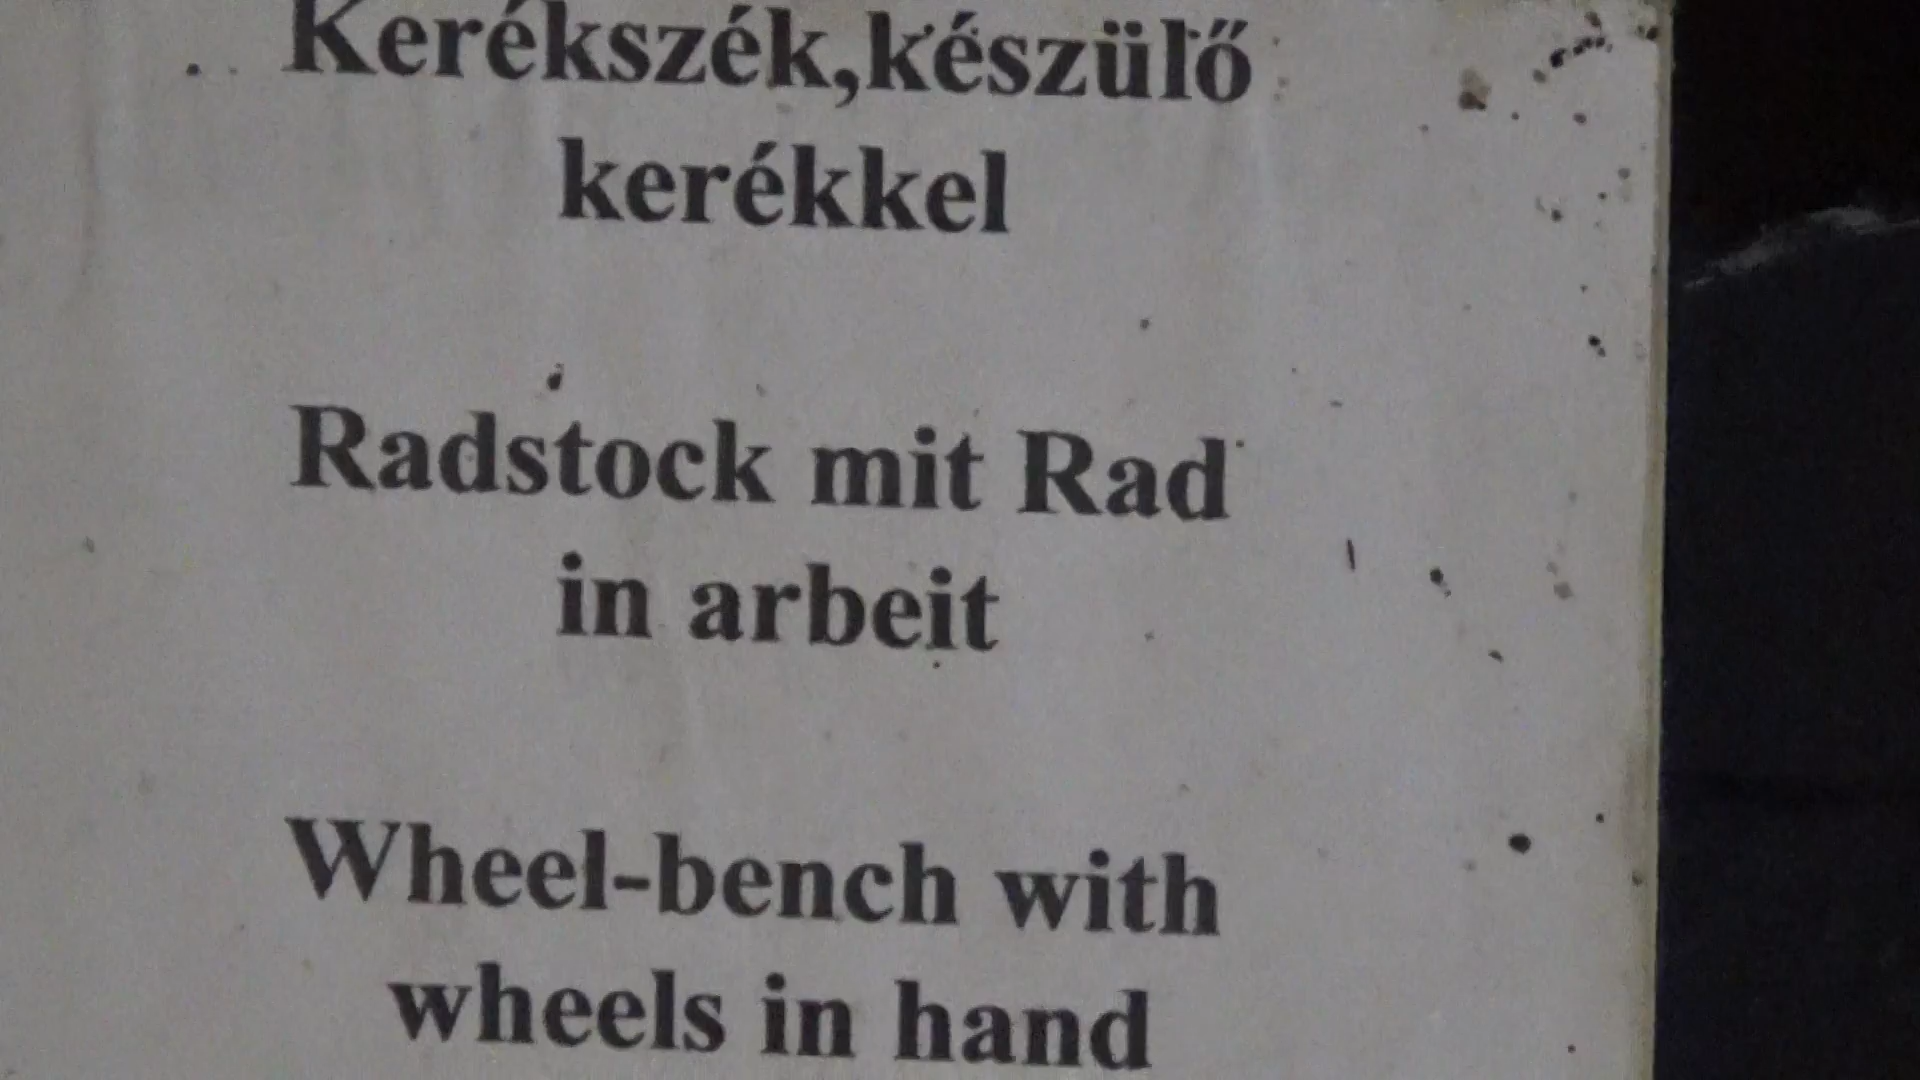 Kerékszék,készülő
kerékkel
Radstock mit Rad
in arbeit
Wheel-bench with
wheels in hand